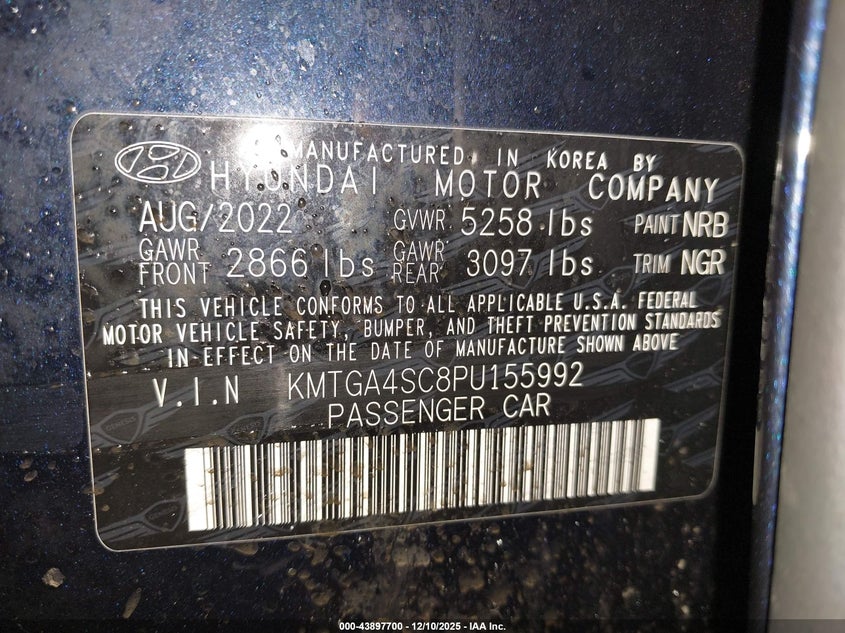 MANUFACTURED IN KOREA BY
HYUNDAI MOTOR COMPANY
AUG/2022 GVWR 5258 lbs PAINT NRB
GAWR FRONT 2866 lbs GAWR REAR 3097 lbs TRIM NGR
THIS VEHICLE CONFORMS TO ALL APPLICABLE U.S.A. FEDERAL
MOTOR VEHICLE SAFETY, BUMPER, AND THEFT PREVENTION STANDARDS
IN EFFECT ON THE DATE OF MANUFACTURE SHOWN ABOVE
V.I.N KMTGA4SC8PU155992
PASSENGER CAR
000-43897700 - 12/10/2025 - IAA Inc.